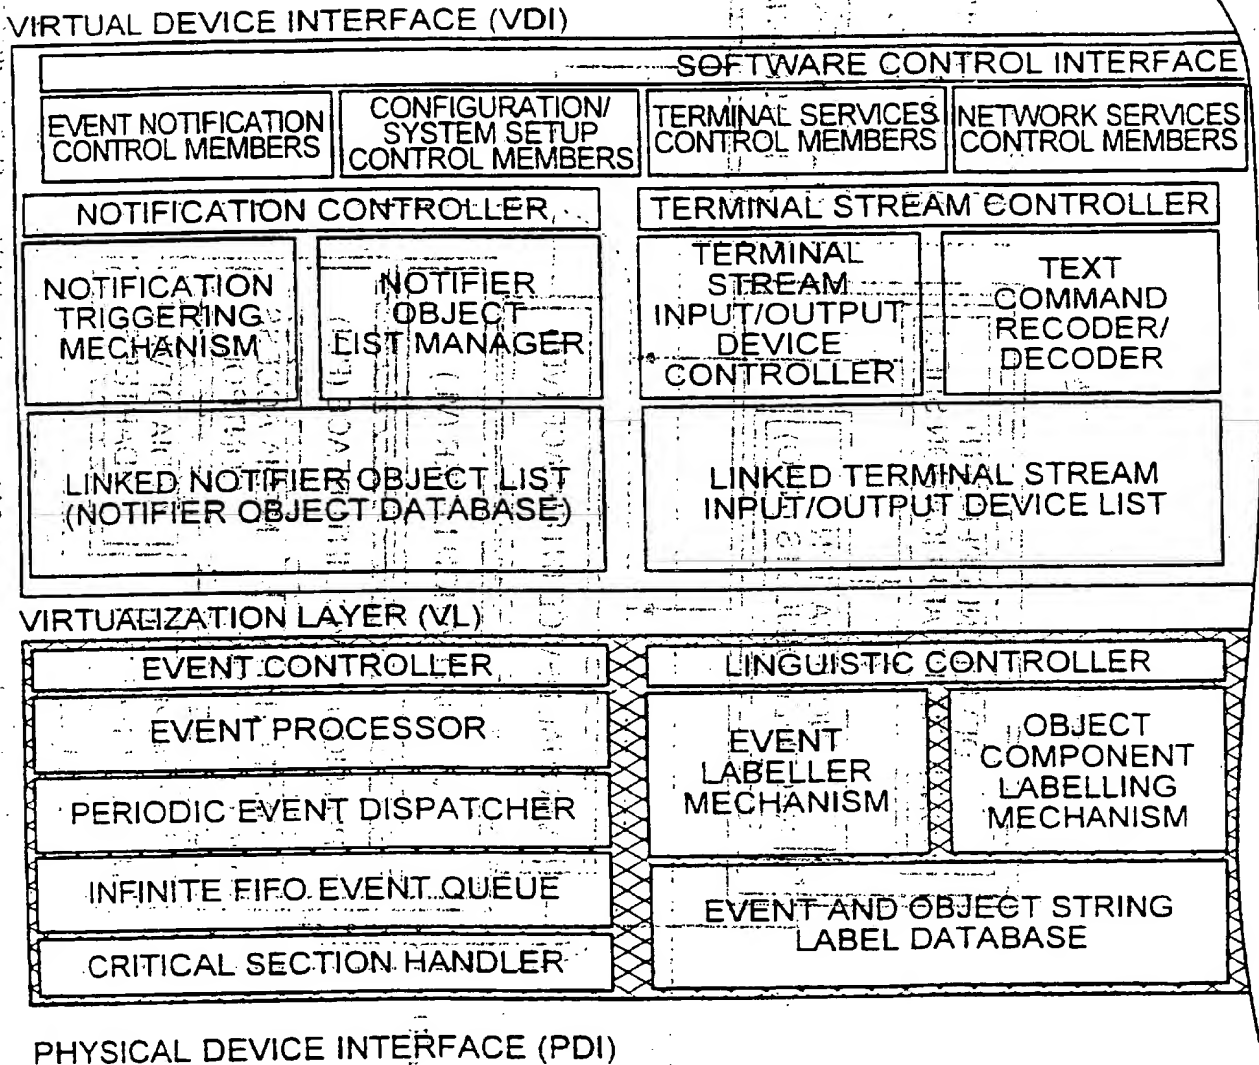 VIRTUAL DEVICE INTERFACE (VDI)
SOFTWARE CONTROL INTERFACE
EVENT NOTIFICATION
CONTROL MEMBERS
CONFIGURATION/
SYSTEM SETUP
CONTROL MEMBERS
TERMINAL SERVICES
CONTROL MEMBERS
NETWORK SERVICES
CONTROL MEMBERS
NOTIFICATION CONTROLLER
TERMINAL STREAM CONTROLLER
NOTIFICATION
TRIGGERING
MECHANISM
NOTIFIER
OBJECT
LIST MANAGER
TERMINAL
STREAM
INPUT/OUTPUT
DEVICE
CONTROLLER
TEXT
COMMAND
RECODER/
DECODER
LINKED NOTIFIER OBJECT LIST
(NOTIFIER OBJECT DATABASE)
LINKED TERMINAL STREAM
INPUT/OUTPUT DEVICE LIST
VIRTUALIZATION LAYER (VL)
EVENT CONTROLLER
LINGUISTIC CONTROLLER
EVENT PROCESSOR
PERIODIC EVENT DISPATCHER
INFINITE FIFO EVENT QUEUE
CRITICAL SECTION HANDLER
EVENT
LABELLER
MECHANISM
OBJECT
COMPONENT
LABELLING
MECHANISM
EVENT AND OBJECT STRING
LABEL DATABASE
PHYSICAL DEVICE INTERFACE (PDI)